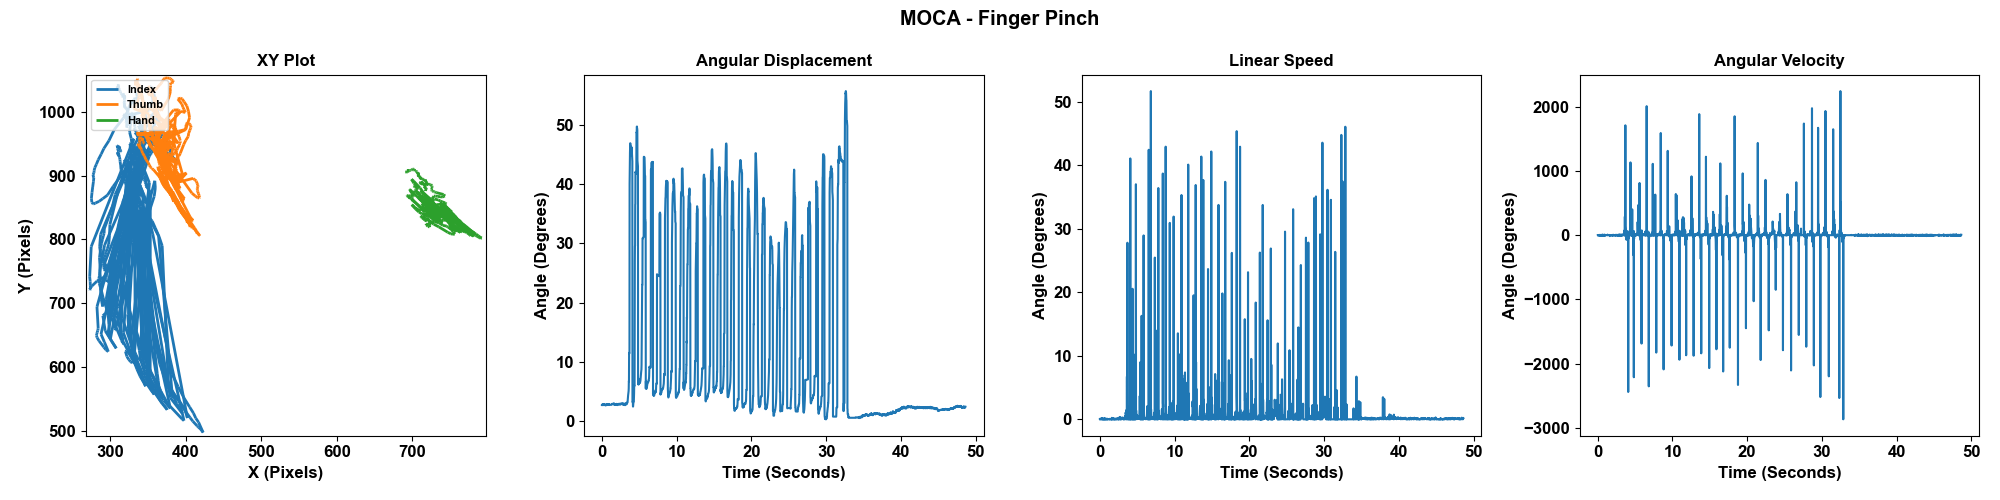 MOCA - Finger Pinch
XY Plot
Y (Pixels)
1000
900
800
700
600
500
Index
Thumb
Hand
300 400 500 600 700
X (Pixels)
Angular Displacement
Angle (Degrees)
50
40
30
20
10
0
0 10 20 30 40 50
Time (Seconds)
Linear Speed
Angle (Degrees)
50
40
30
20
10
0
0 10 20 30 40 50
Time (Seconds)
Angular Velocity
Angle (Degrees)
2000
1000
0
−1000
−2000
−3000
0 10 20 30 40 50
Time (Seconds)